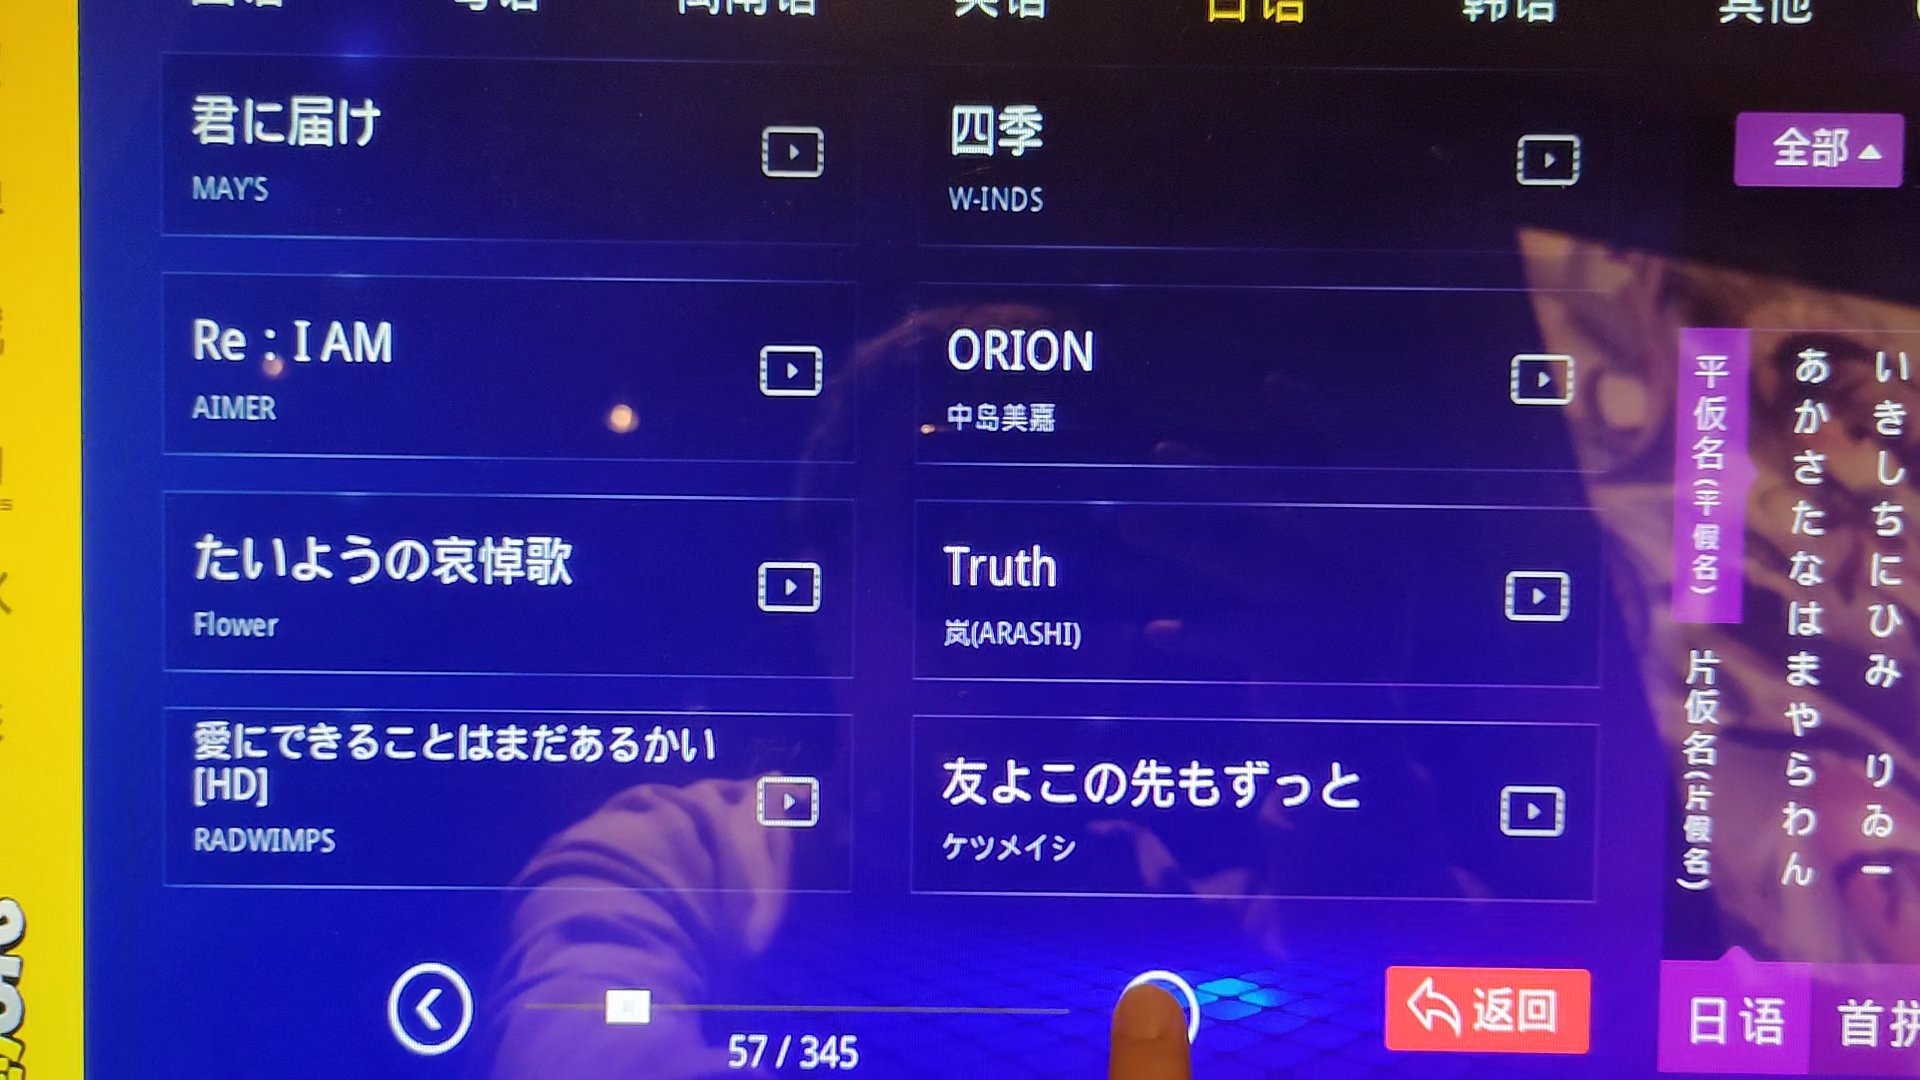 国语 粤语 闽南语 英语 日语 韩语 其他
君に届け
MAY'S
四季
W-INDS
全部
Re：I AM
AIMER
ORION
中岛美嘉
たいようの哀悼歌
Flower
Truth
岚(ARASHI)
愛にできることはまだあるかい
[HD]
RADWIMPS
友よこの先もずっと
ケツメイシ
平仮名(平假名)
片仮名(片假名)
あかさたなはまやらわん
いきしちにひみ りゐー
57 / 345
返回
日语
首拼